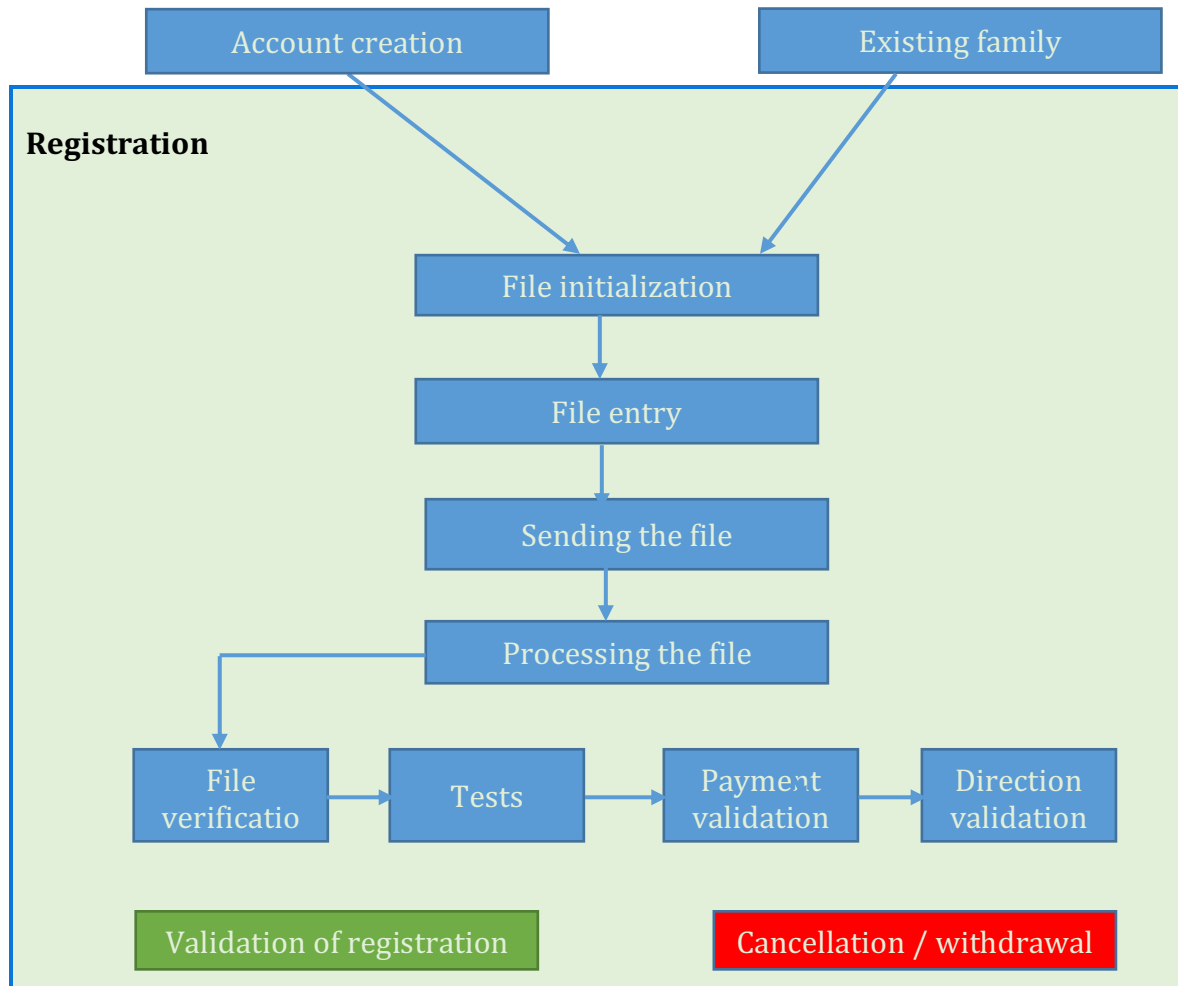 Account creation
Existing family
Registration
File initialization
File entry
Sending the file
Processing the file
File
verificatio
Tests
Payment
validation
Direction
validation
Validation of registration
Cancellation / withdrawal